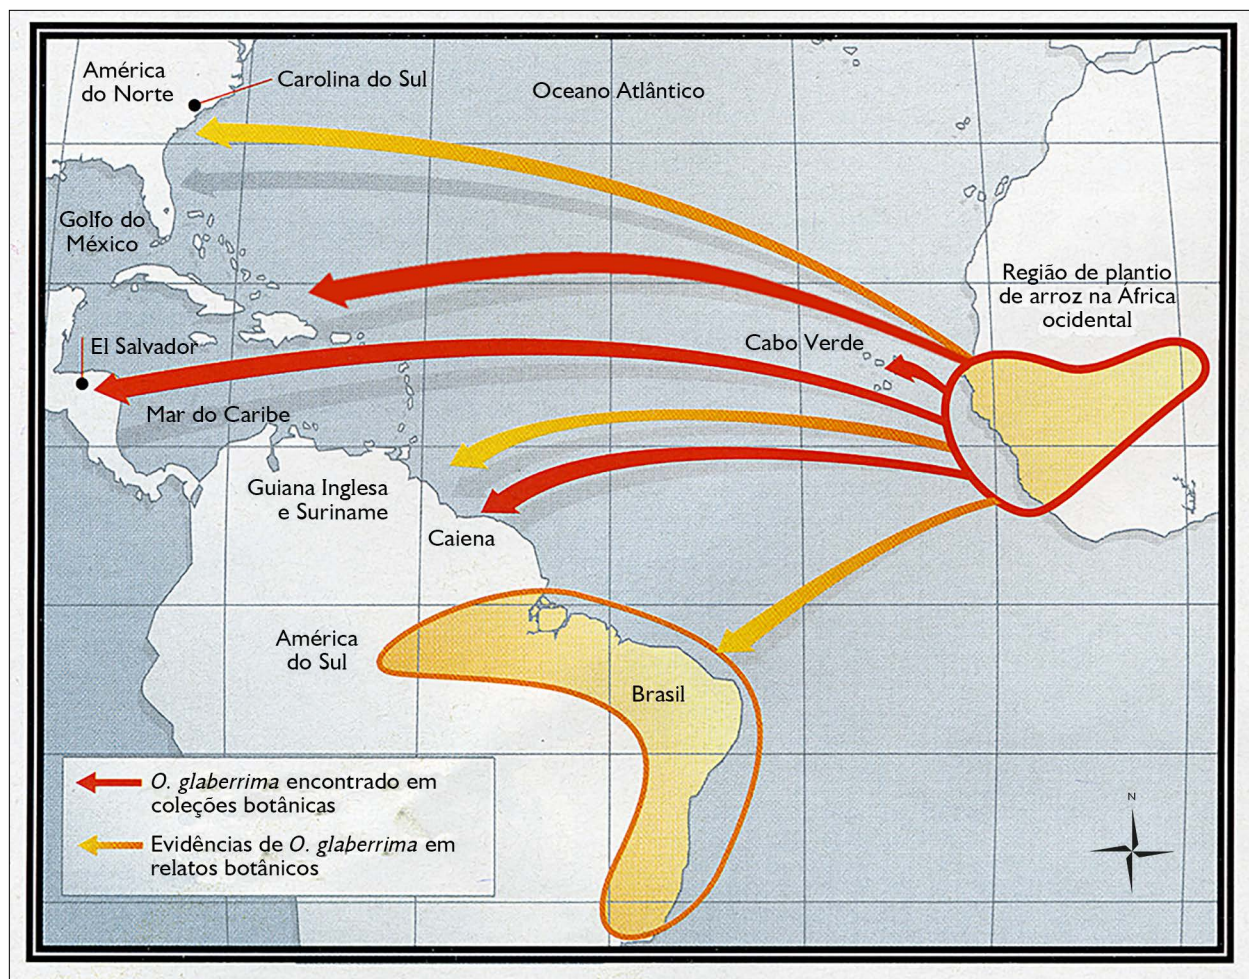 América
do Norte
Carolina do Sul
Oceano Atlântico
Golfo do
México
Região de plantio
de arroz na África
ocidental
El Salvador
Cabo Verde
Mar do Caribe
Guiana Inglesa
e Suriname
Caiena
América
do Sul
Brasil
O. glaberrima encontrado em
coleções botânicas
Evidências de O. glaberrima em
relatos botânicos
N